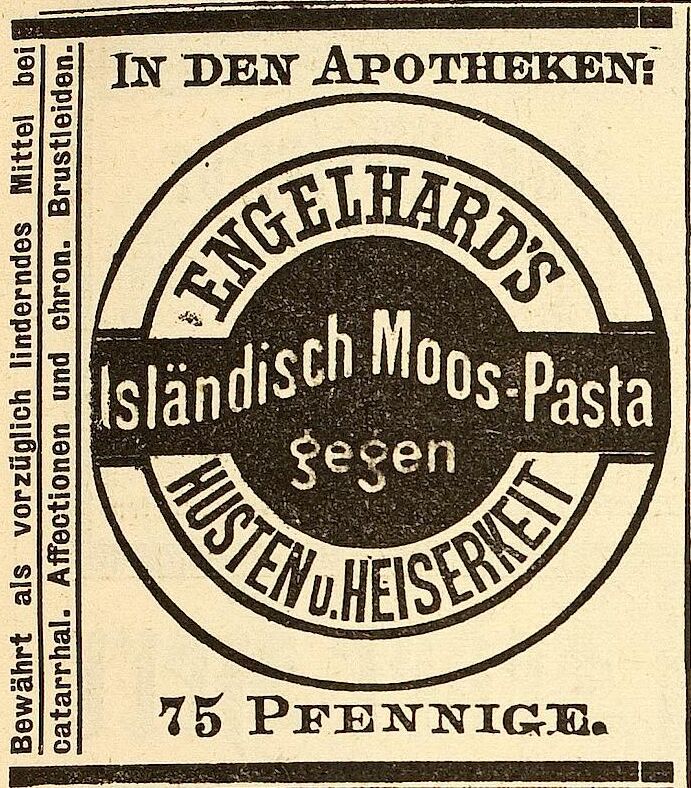 Bewährt als vorzüglich linderndes Mittel bei
catarrhal. Affectionen und chron. Brustleiden.
IN DEN APOTHEKEN:
ENGELHARD'S
Isländisch Moos-Pasta
gegen
HUSTEN u. HEISERKEIT
75 PFENNIGE.